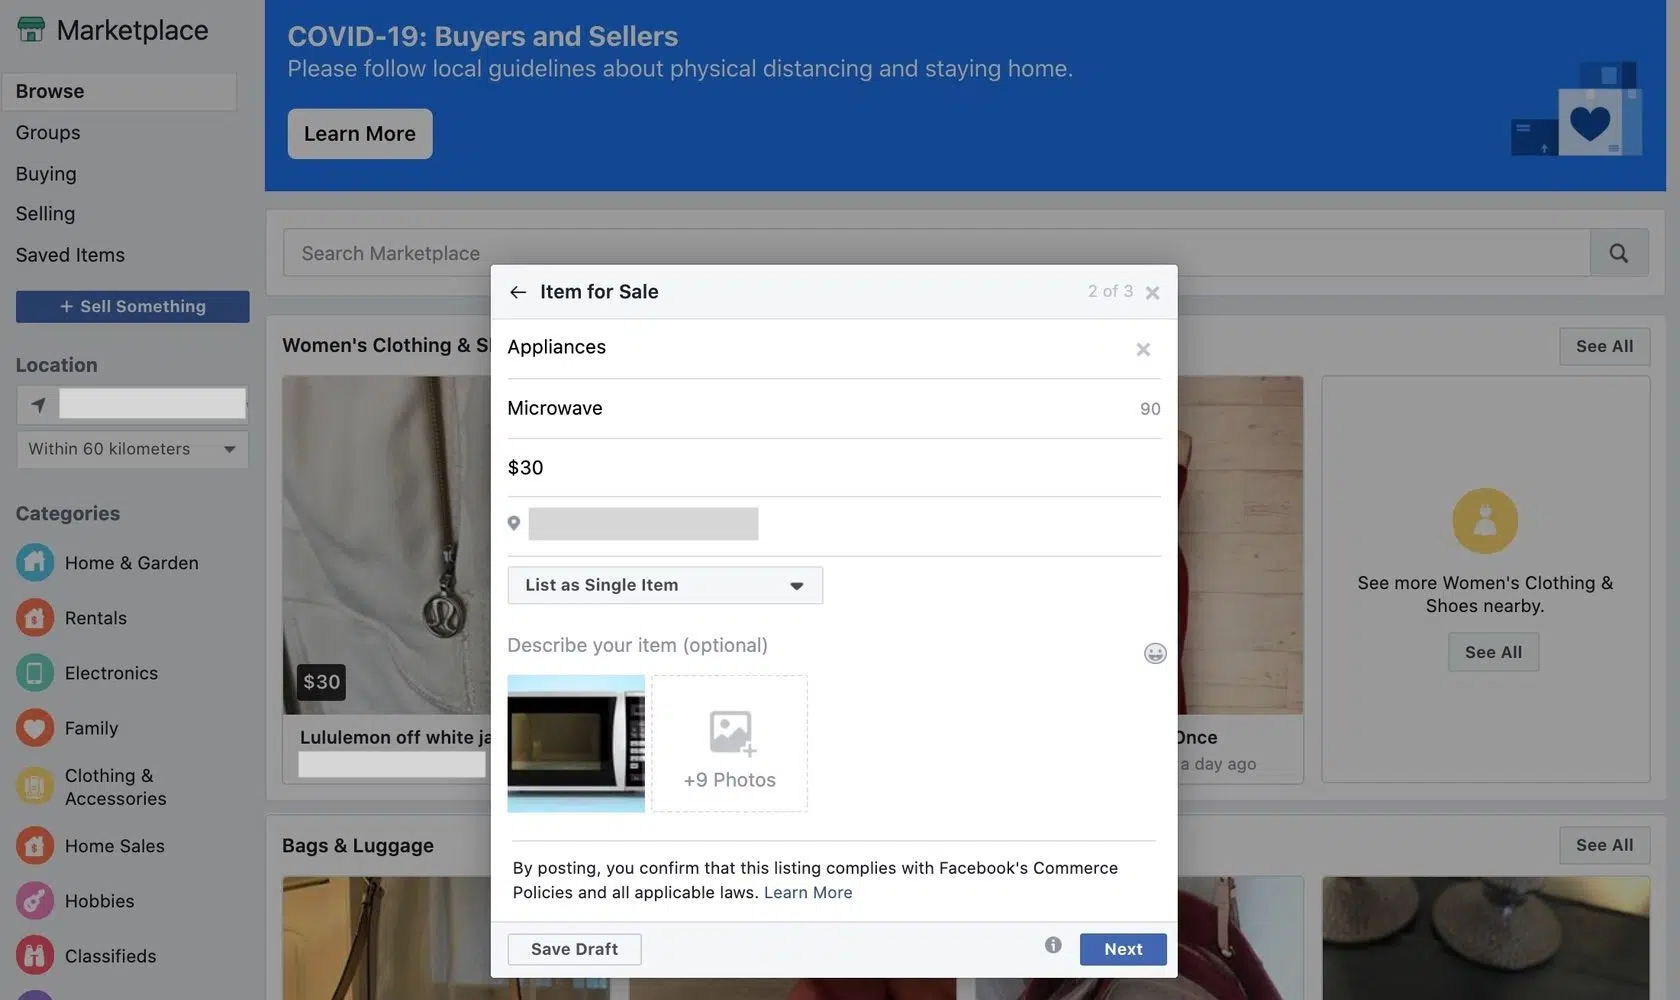 Marketplace
Browse
Groups
Buying
Selling
Saved Items
+ Sell Something
Location
Within 60 kilometers
Categories
Home & Garden
Rentals
Electronics
Family
Clothing &
Accessories
Home Sales
Hobbies
Classifieds
COVID-19: Buyers and Sellers
Please follow local guidelines about physical distancing and staying home.
Learn More
Search Marketplace
Women's Clothing & S
See All
$30
Lululemon off white ja
Once
a day ago
See more Women's Clothing &
Shoes nearby.
See All
Bags & Luggage
See All
Item for Sale
2 of 3
Appliances
Microwave
90
$30
List as Single Item
Describe your item (optional)
+9 Photos
By posting, you confirm that this listing complies with Facebook's Commerce
Policies and all applicable laws. Learn More
Save Draft
Next